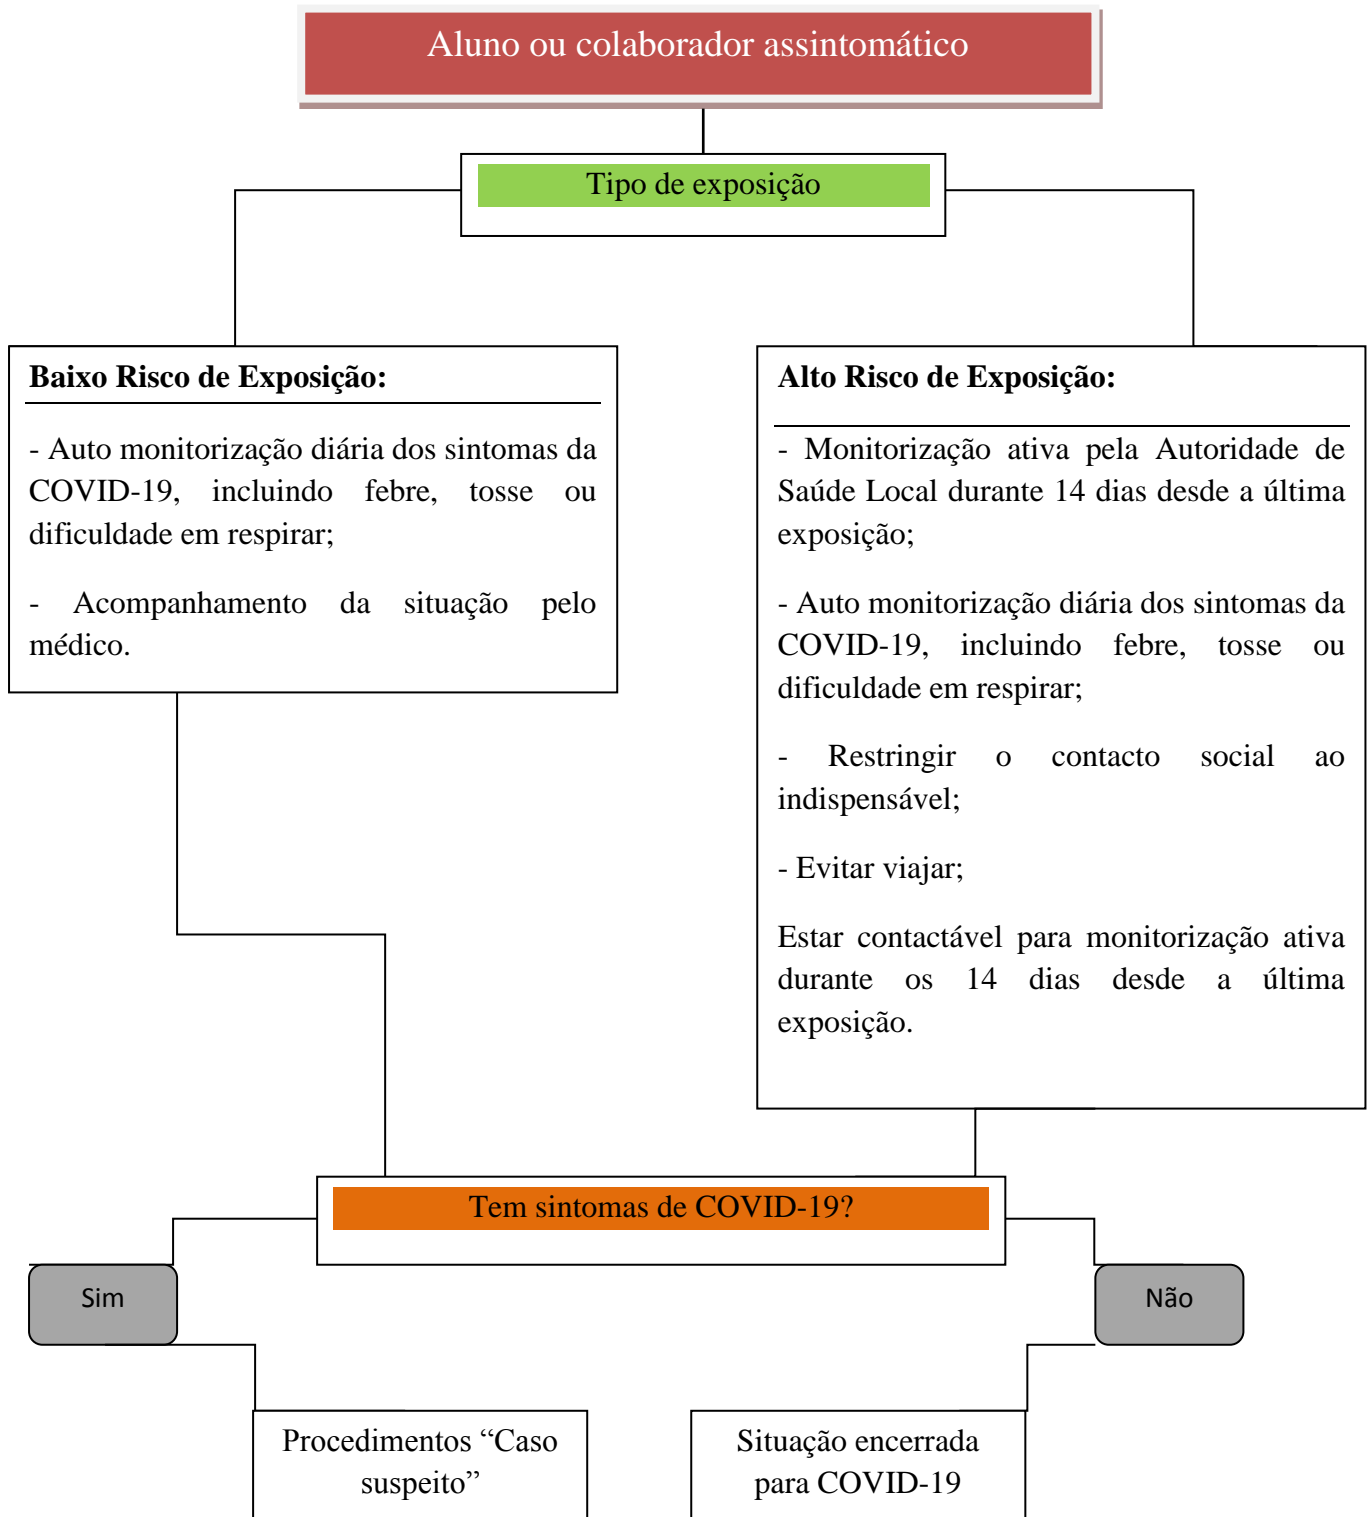 Aluno ou colaborador assintomático
Tipo de exposição
Baixo Risco de Exposição:
- Auto monitorização diária dos sintomas da
COVID-19, incluindo febre, tosse ou
dificuldade em respirar;
- Acompanhamento da situação pelo
médico.
Alto Risco de Exposição:
- Monitorização ativa pela Autoridade de
Saúde Local durante 14 dias desde a última
exposição;
- Auto monitorização diária dos sintomas da
COVID-19, incluindo febre, tosse ou
dificuldade em respirar;
- Restringir o contacto social ao
indispensável;
- Evitar viajar;
Estar contactável para monitorização ativa
durante os 14 dias desde a última
exposição.
Tem sintomas de COVID-19?
Sim
Não
Procedimentos “Caso
suspeito”
Situação encerrada
para COVID-19